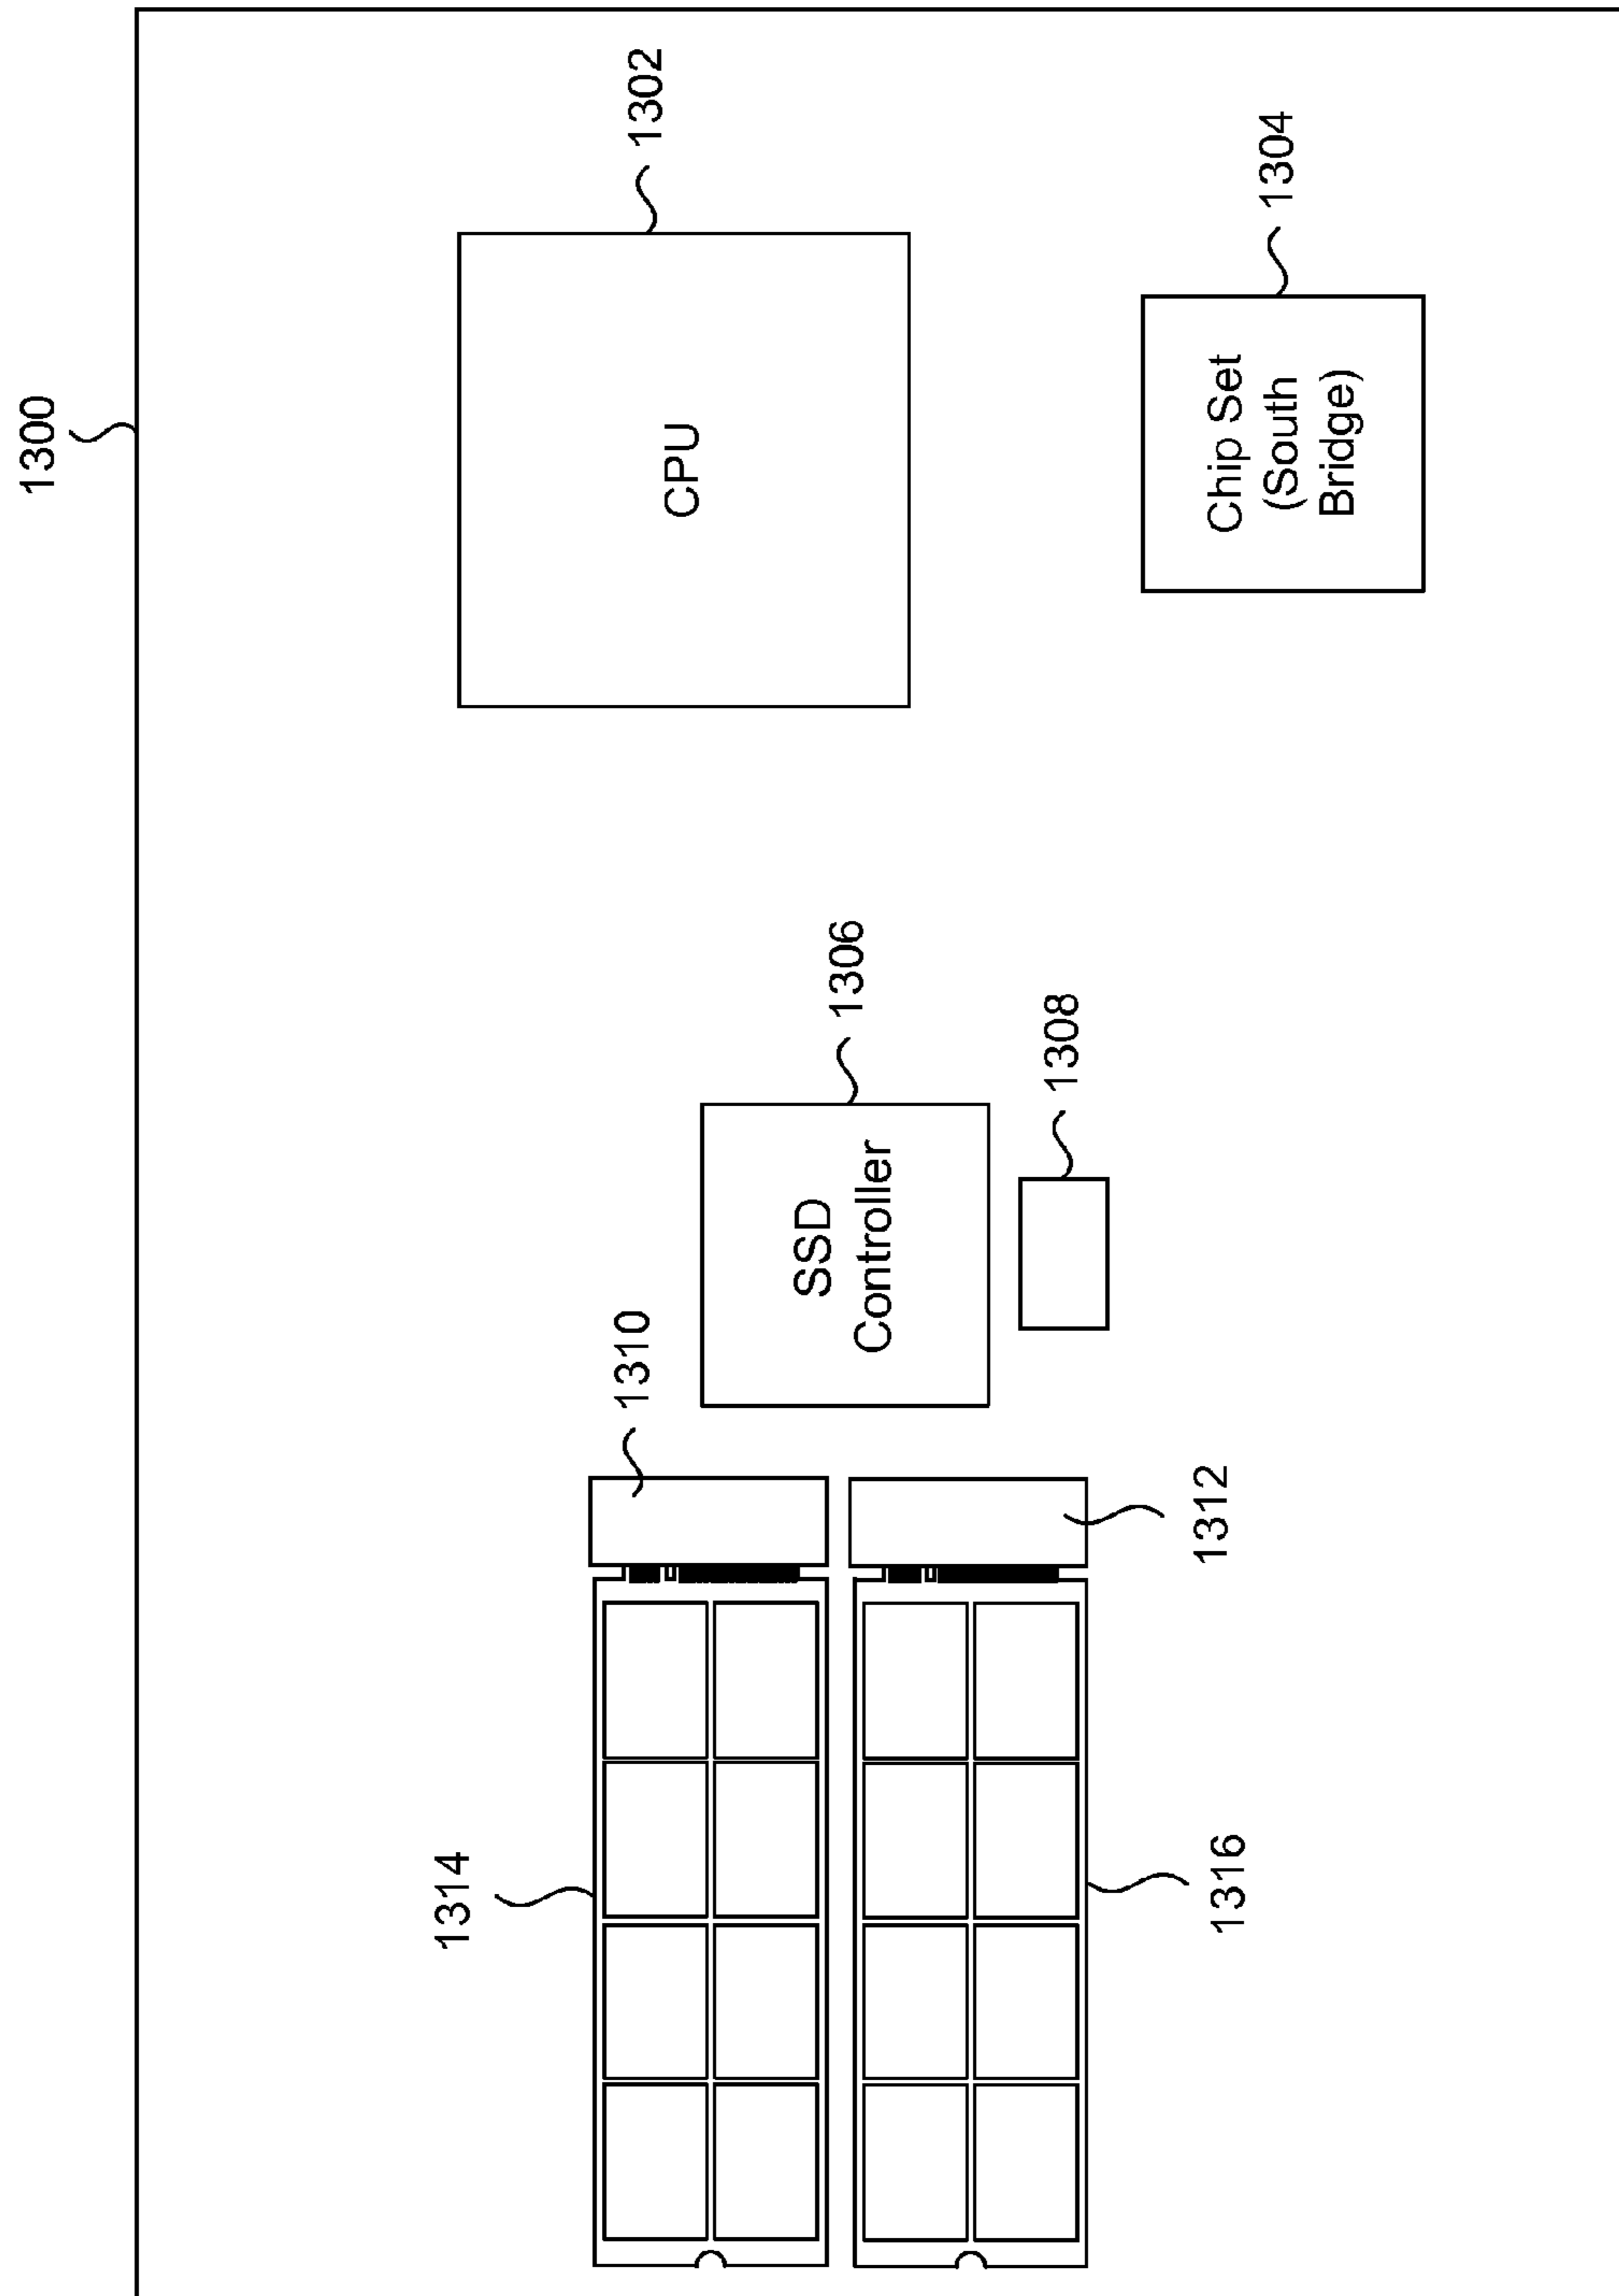 1300
1314
1310
1302
CPU
SSD
Controller
1306
1308
1312
1316
Chip Set
(South
Bridge)
1304